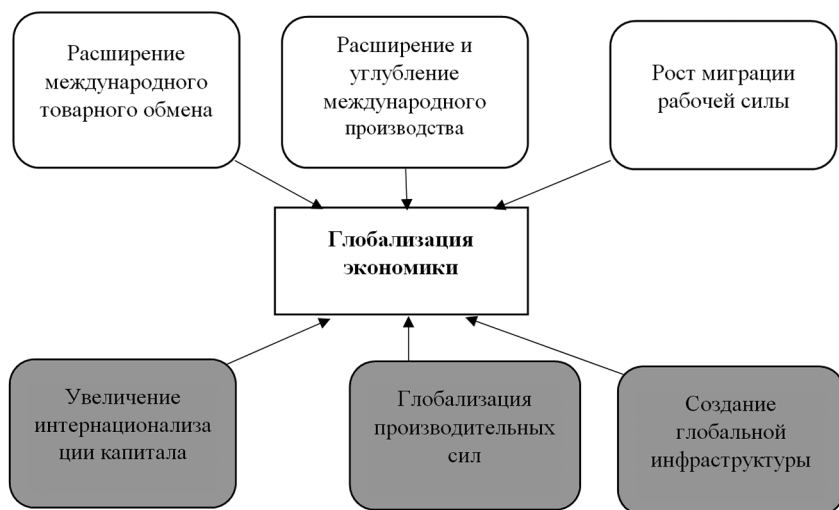 Расширение
международного
товарного обмена
Расширение и
углубление
международного
производства
Рост миграции
рабочей силы
Глобализация
экономики
Увеличение
интернационализа
ции капитала
Глобализация
производительных
сил
Создание
глобальной
инфраструктуры